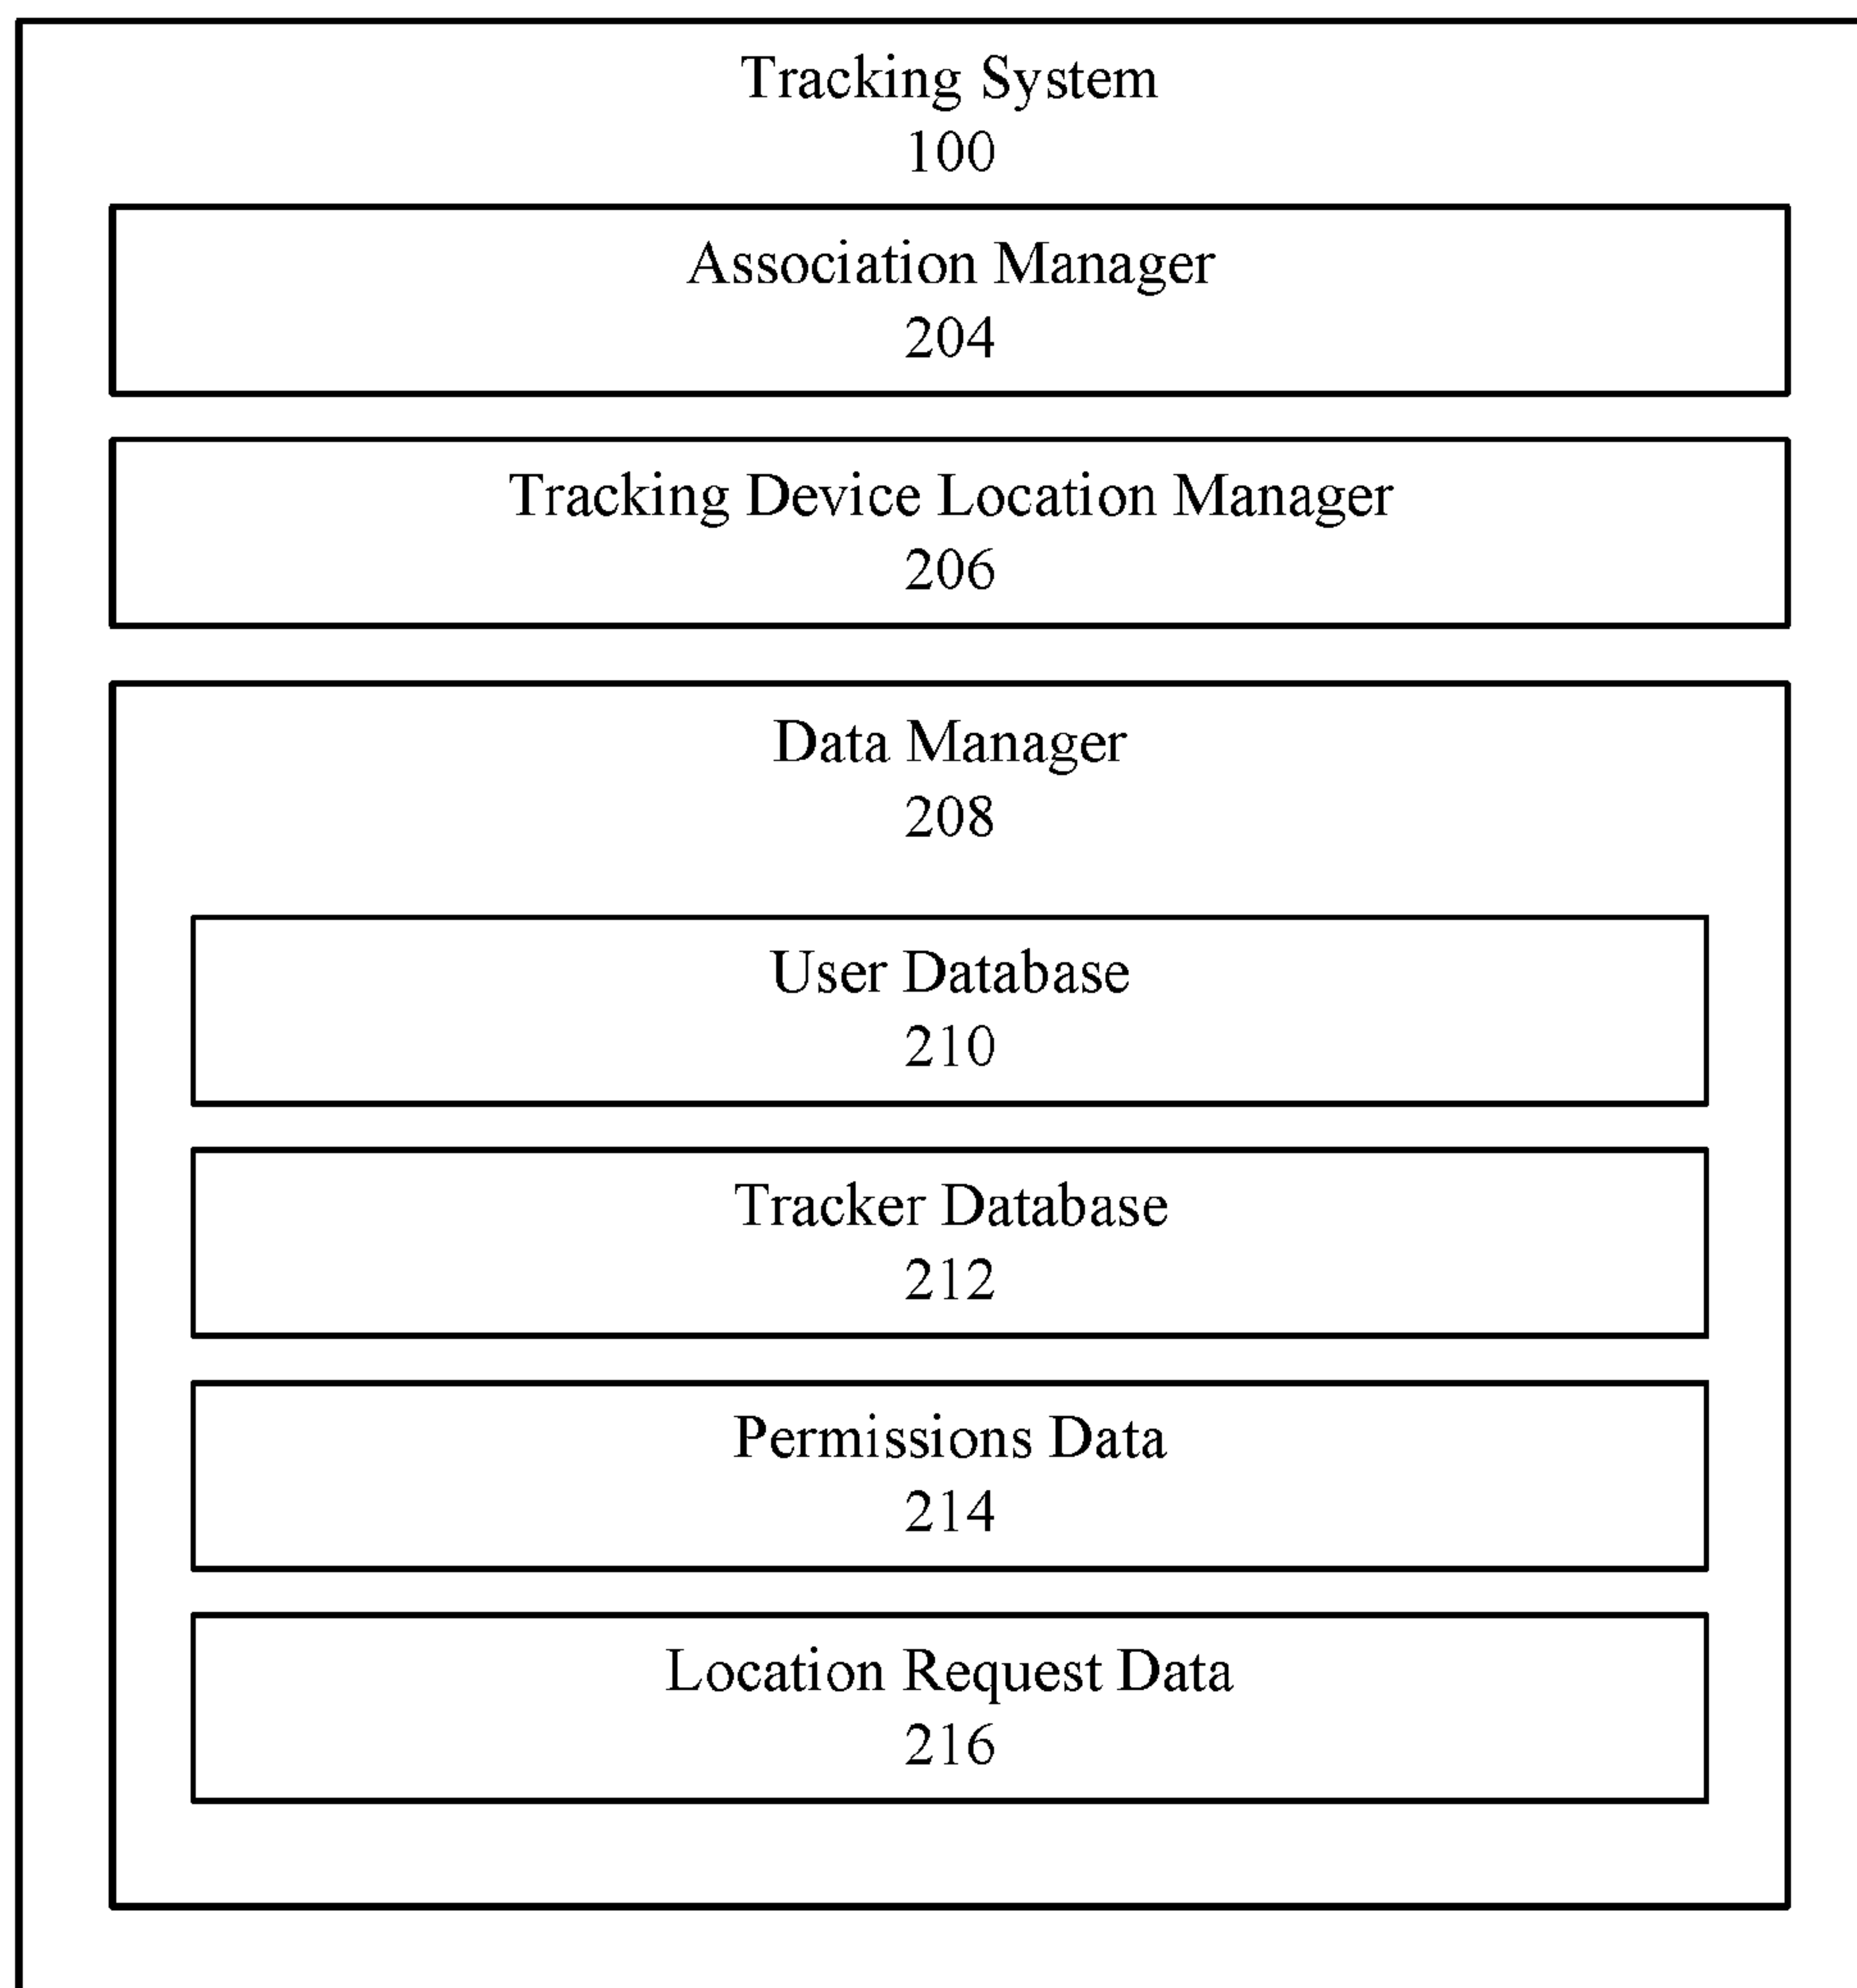 Tracking System
100
Association Manager
204
Tracking Device Location Manager
206
Data Manager
208
User Database
210
Tracker Database
212
Permissions Data
214
Location Request Data
216